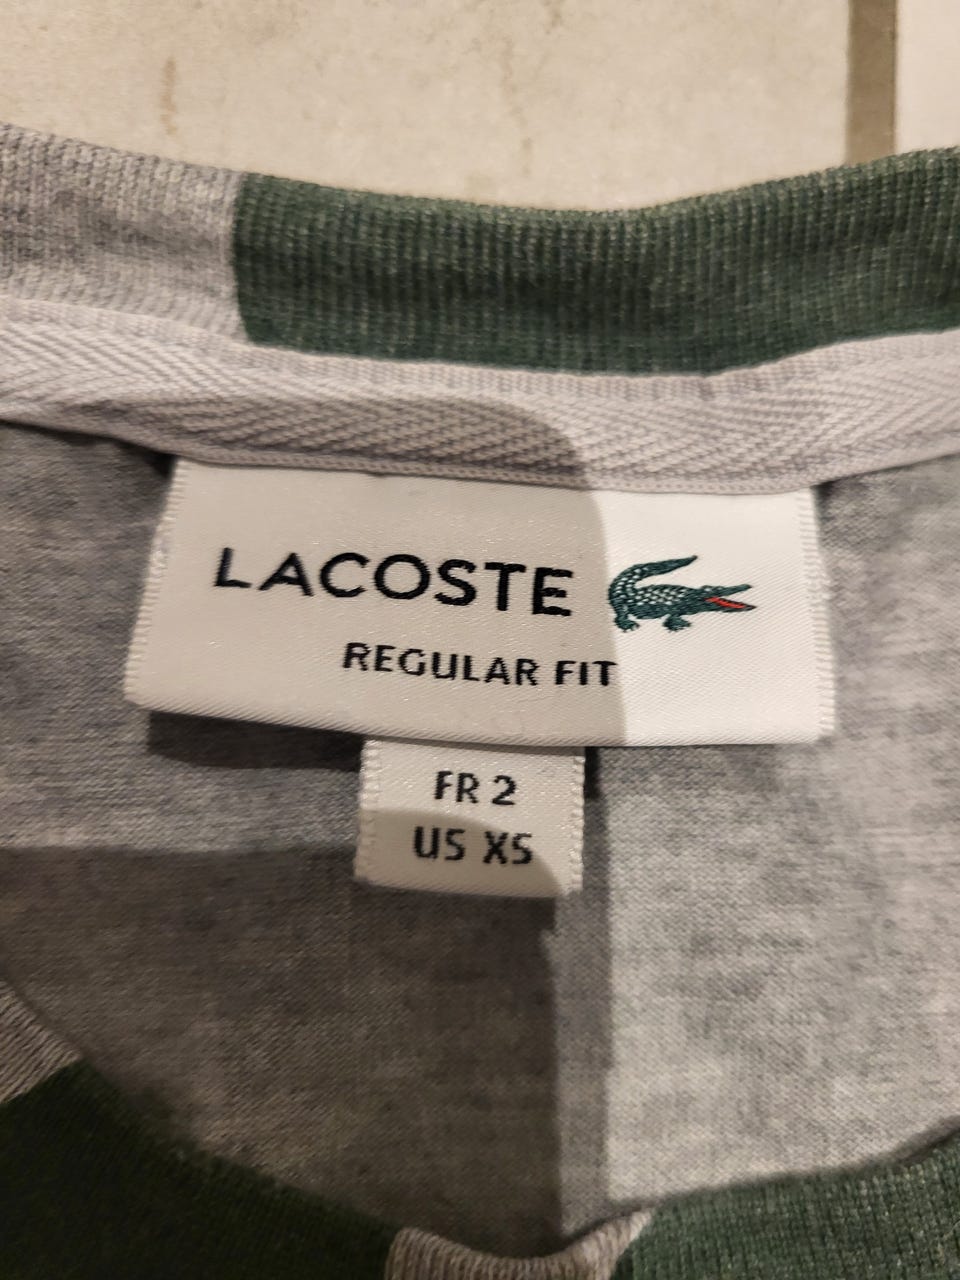 LACOSTE
REGULAR FIT
FR 2
US XS